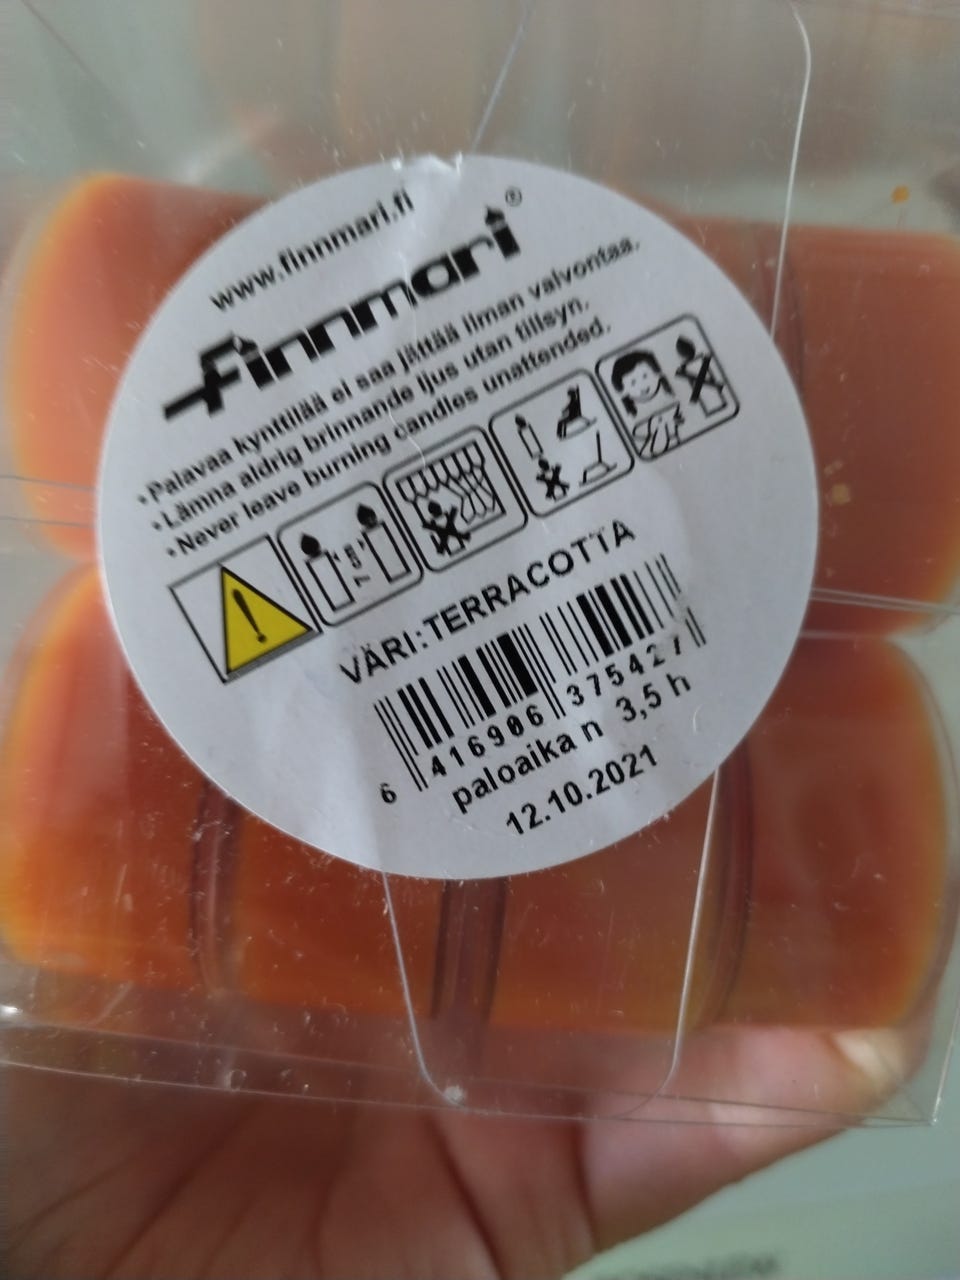 www.finnmari.fi
finnmari®
•Palavaa kynttilää ei saa jättää ilman valvontaa.
•Lämna aldrig brinnande ljus utan tillsyn.
•Never leave burning candles unattended.
VÄRI:TERRACOTTA
6 416906 375427
paloaika n 3,5 h
12.10.2021